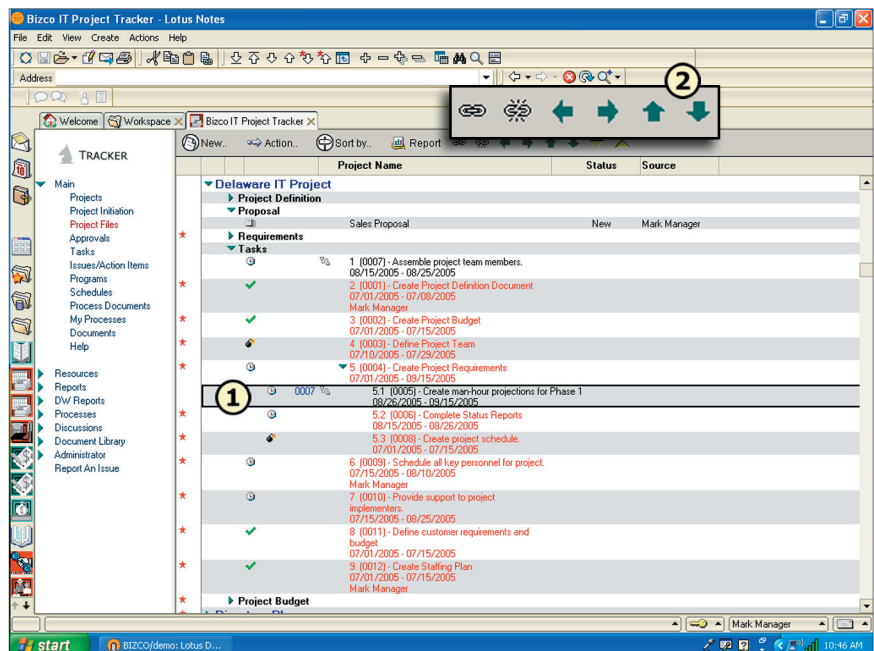 Bizco IT Project Tracker - Lotus Notes
File Edit View Create Actions Help
Address
2
Welcome Workspace Bizco IT Project Tracker
TRACKER
New.. Action.. Sort by.. Report
Project Name Status Source
Main
Projects
Project Initiation
Project Files
Approvals
Tasks
Issues/Action Items
Programs
Schedules
Process Documents
My Processes
Documents
Help
Resources
Reports
DW Reports
Processes
Discussions
Document Library
Administrator
Report An Issue
Delaware IT Project
Project Definition
Proposal
Sales Proposal New Mark Manager
Requirements
Tasks
1 (0007) - Assemble project team members.
08/15/2005 - 08/25/2005
2 (0001) - Create Project Definition Document
07/01/2005 - 07/08/2005
Mark Manager
3 (0002) - Create Project Budget
07/01/2005 - 07/15/2005
4 (0003) - Define Project Team
07/10/2005 - 07/29/2005
5 (0004) - Create Project Requirements
07/01/2005 - 09/15/2005
1
0007 5.1 (0005) - Create man-hour projections for Phase 1
08/26/2005 - 09/15/2005
5.2 (0006) - Complete Status Reports
08/15/2005 - 08/26/2005
5.3 (0008) - Create project schedule.
07/01/2005 - 07/15/2005
6 (0009) - Schedule all key personnel for project.
07/15/2005 - 08/10/2005
Mark Manager
7 (0010) - Provide support to project
implementers.
07/15/2005 - 08/25/2005
8 (0011) - Define customer requirements and
budget
07/01/2005 - 07/15/2005
9 (0012) - Create Staffing Plan
07/01/2005 - 07/15/2005
Mark Manager
Project Budget
Mark Manager
start BIZCO/demo: Lotus D... 10:46 AM